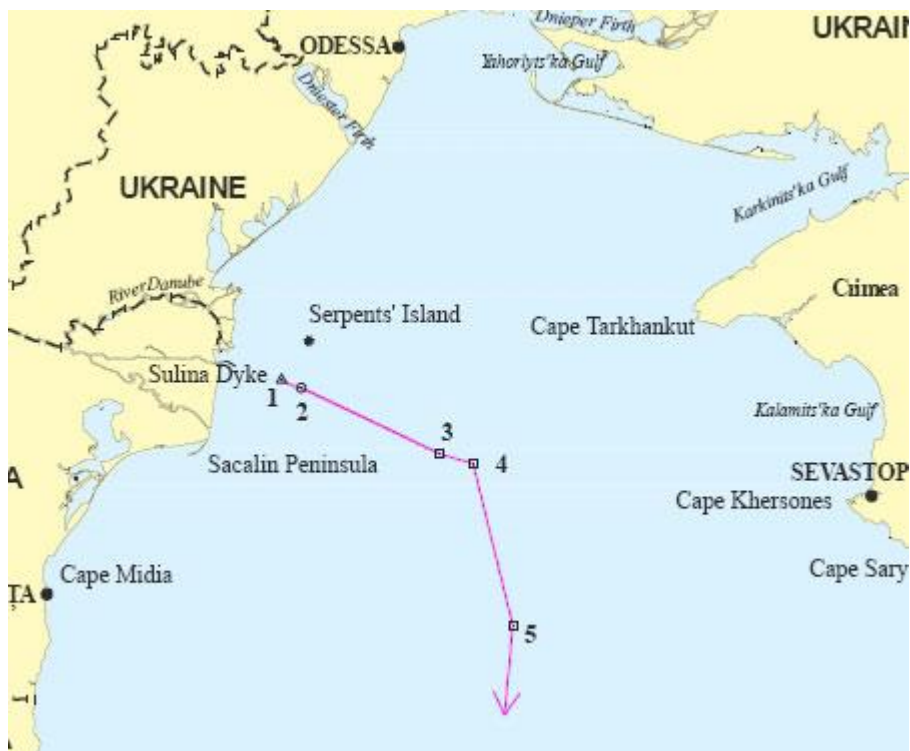 ODESSA
Dnieper Firth
UKRAIN
Yahorlyts'ka Gulf
Dniester Firth
UKRAINE
Karkinits'ka Gulf
River Danube
Serpents' Island
Crimea
Cape Tarkhankut
Sulina Dyke
1
2
Kalamits'ka Gulf
3
Sacalin Peninsula
4
A
SEVASTOP
Cape Khersones
Cape Midia
Cape Sary
ȚA
5